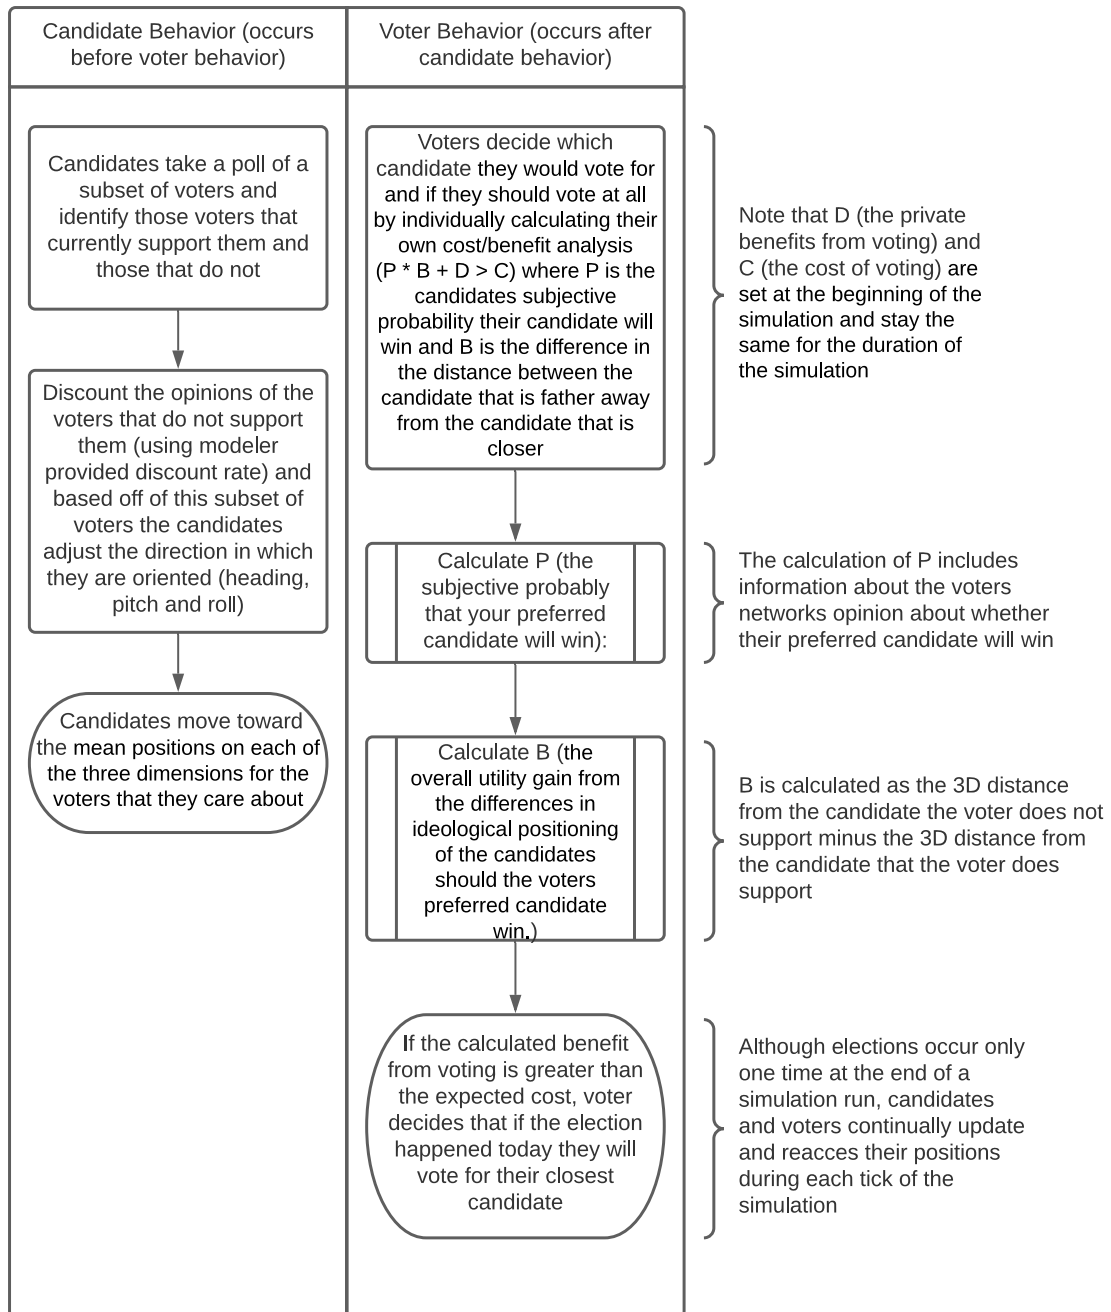 Candidate Behavior (occurs
before voter behavior)
Voter Behavior (occurs after
candidate behavior)
Candidates take a poll of a
subset of voters and
identify those voters that
currently support them and
those that do not
Discount the opinions of the
voters that do not support
them (using modeler
provided discount rate) and
based off of this subset of
voters the candidates
adjust the direction in which
they are oriented (heading,
pitch and roll)
Candidates move toward
the mean positions on each of
the three dimensions for the
voters that they care about
Voters decide which
candidate they would vote for
and if they should vote at all
by individually calculating their
own cost/benefit analysis
(P * B + D > C) where P is the
candidates subjective
probability their candidate will
win and B is the difference in
the distance between the
candidate that is father away
from the candidate that is
closer
Note that D (the private
benefits from voting) and
C (the cost of voting) are
set at the beginning of the
simulation and stay the
same for the duration of
the simulation
Calculate P (the
subjective probably
that your preferred
candidate will win):
The calculation of P includes
information about the voters
networks opinion about whether
their preferred candidate will win
Calculate B (the
overall utility gain from
the differences in
ideological positioning
of the candidates
should the voters
preferred candidate
win.)
B is calculated as the 3D distance
from the candidate the voter does not
support minus the 3D distance from
the candidate that the voter does
support
If the calculated benefit
from voting is greater than
the expected cost, voter
decides that if the election
happened today they will
vote for their closest
candidate
Although elections occur only
one time at the end of a
simulation run, candidates
and voters continually update
and reacces their positions
during each tick of the
simulation